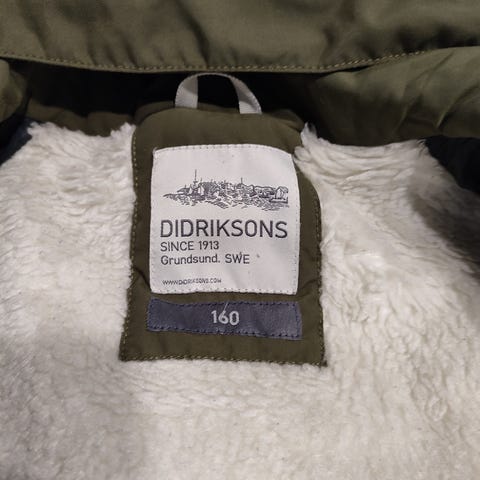 DIDRIKSONS
SINCE 1913
Grundsund. SWE
WWW.DIDRIKSONS.COM
160